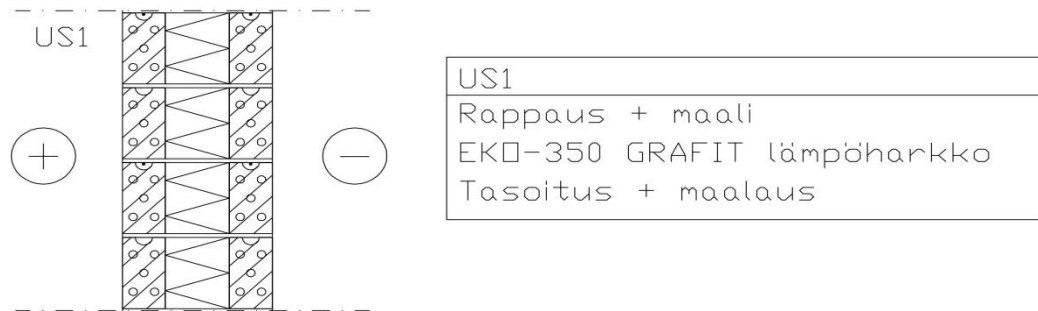 US1
+
−
US1
Rappaus + maali
EKO-350 GRAFIT lämpöharkko
Tasoitus + maalaus